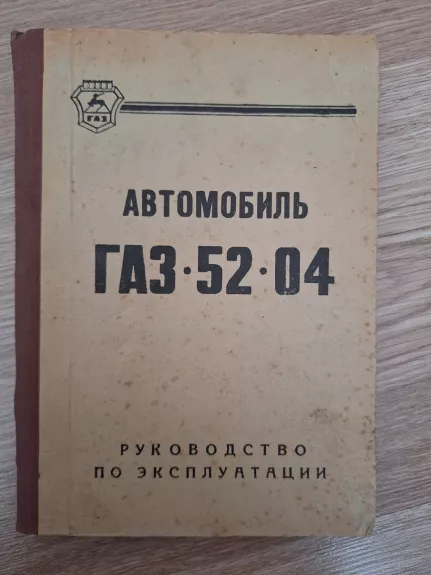 ГАЗ
АВТОМОБИЛЬ
ГАЗ·52·04
РУКОВОДСТВО
ПО ЭКСПЛУАТАЦИИ